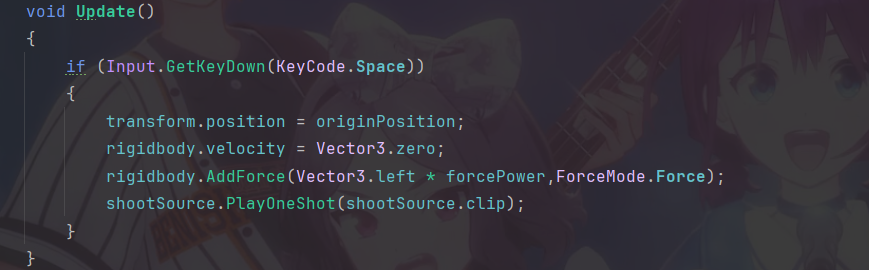 void Update()
{
if (Input.GetKeyDown(KeyCode.Space))
{
transform.position = originPosition;
rigidbody.velocity = Vector3.zero;
rigidbody.AddForce(Vector3.left * forcePower,ForceMode.Force);
shootSource.PlayOneShot(shootSource.clip);
}
}